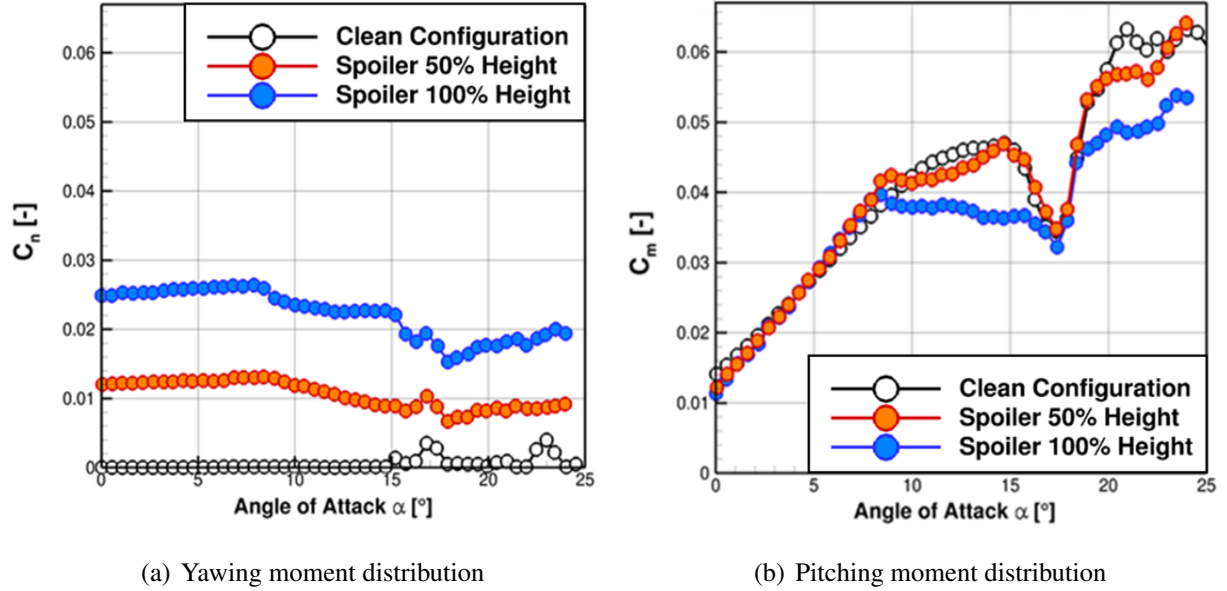 Clean Configuration
Spoiler 50% Height
Spoiler 100% Height
0.06
0.05
0.04
0.03
0.02
0.01
0
Cn [-]
0 5 10 15 20 25
Angle of Attack α [°]
(a) Yawing moment distribution
0.06
0.05
0.04
0.03
0.02
0.01
0
Cm [-]
Clean Configuration
Spoiler 50% Height
Spoiler 100% Height
0 5 10 15 20 25
Angle of Attack α [°]
(b) Pitching moment distribution